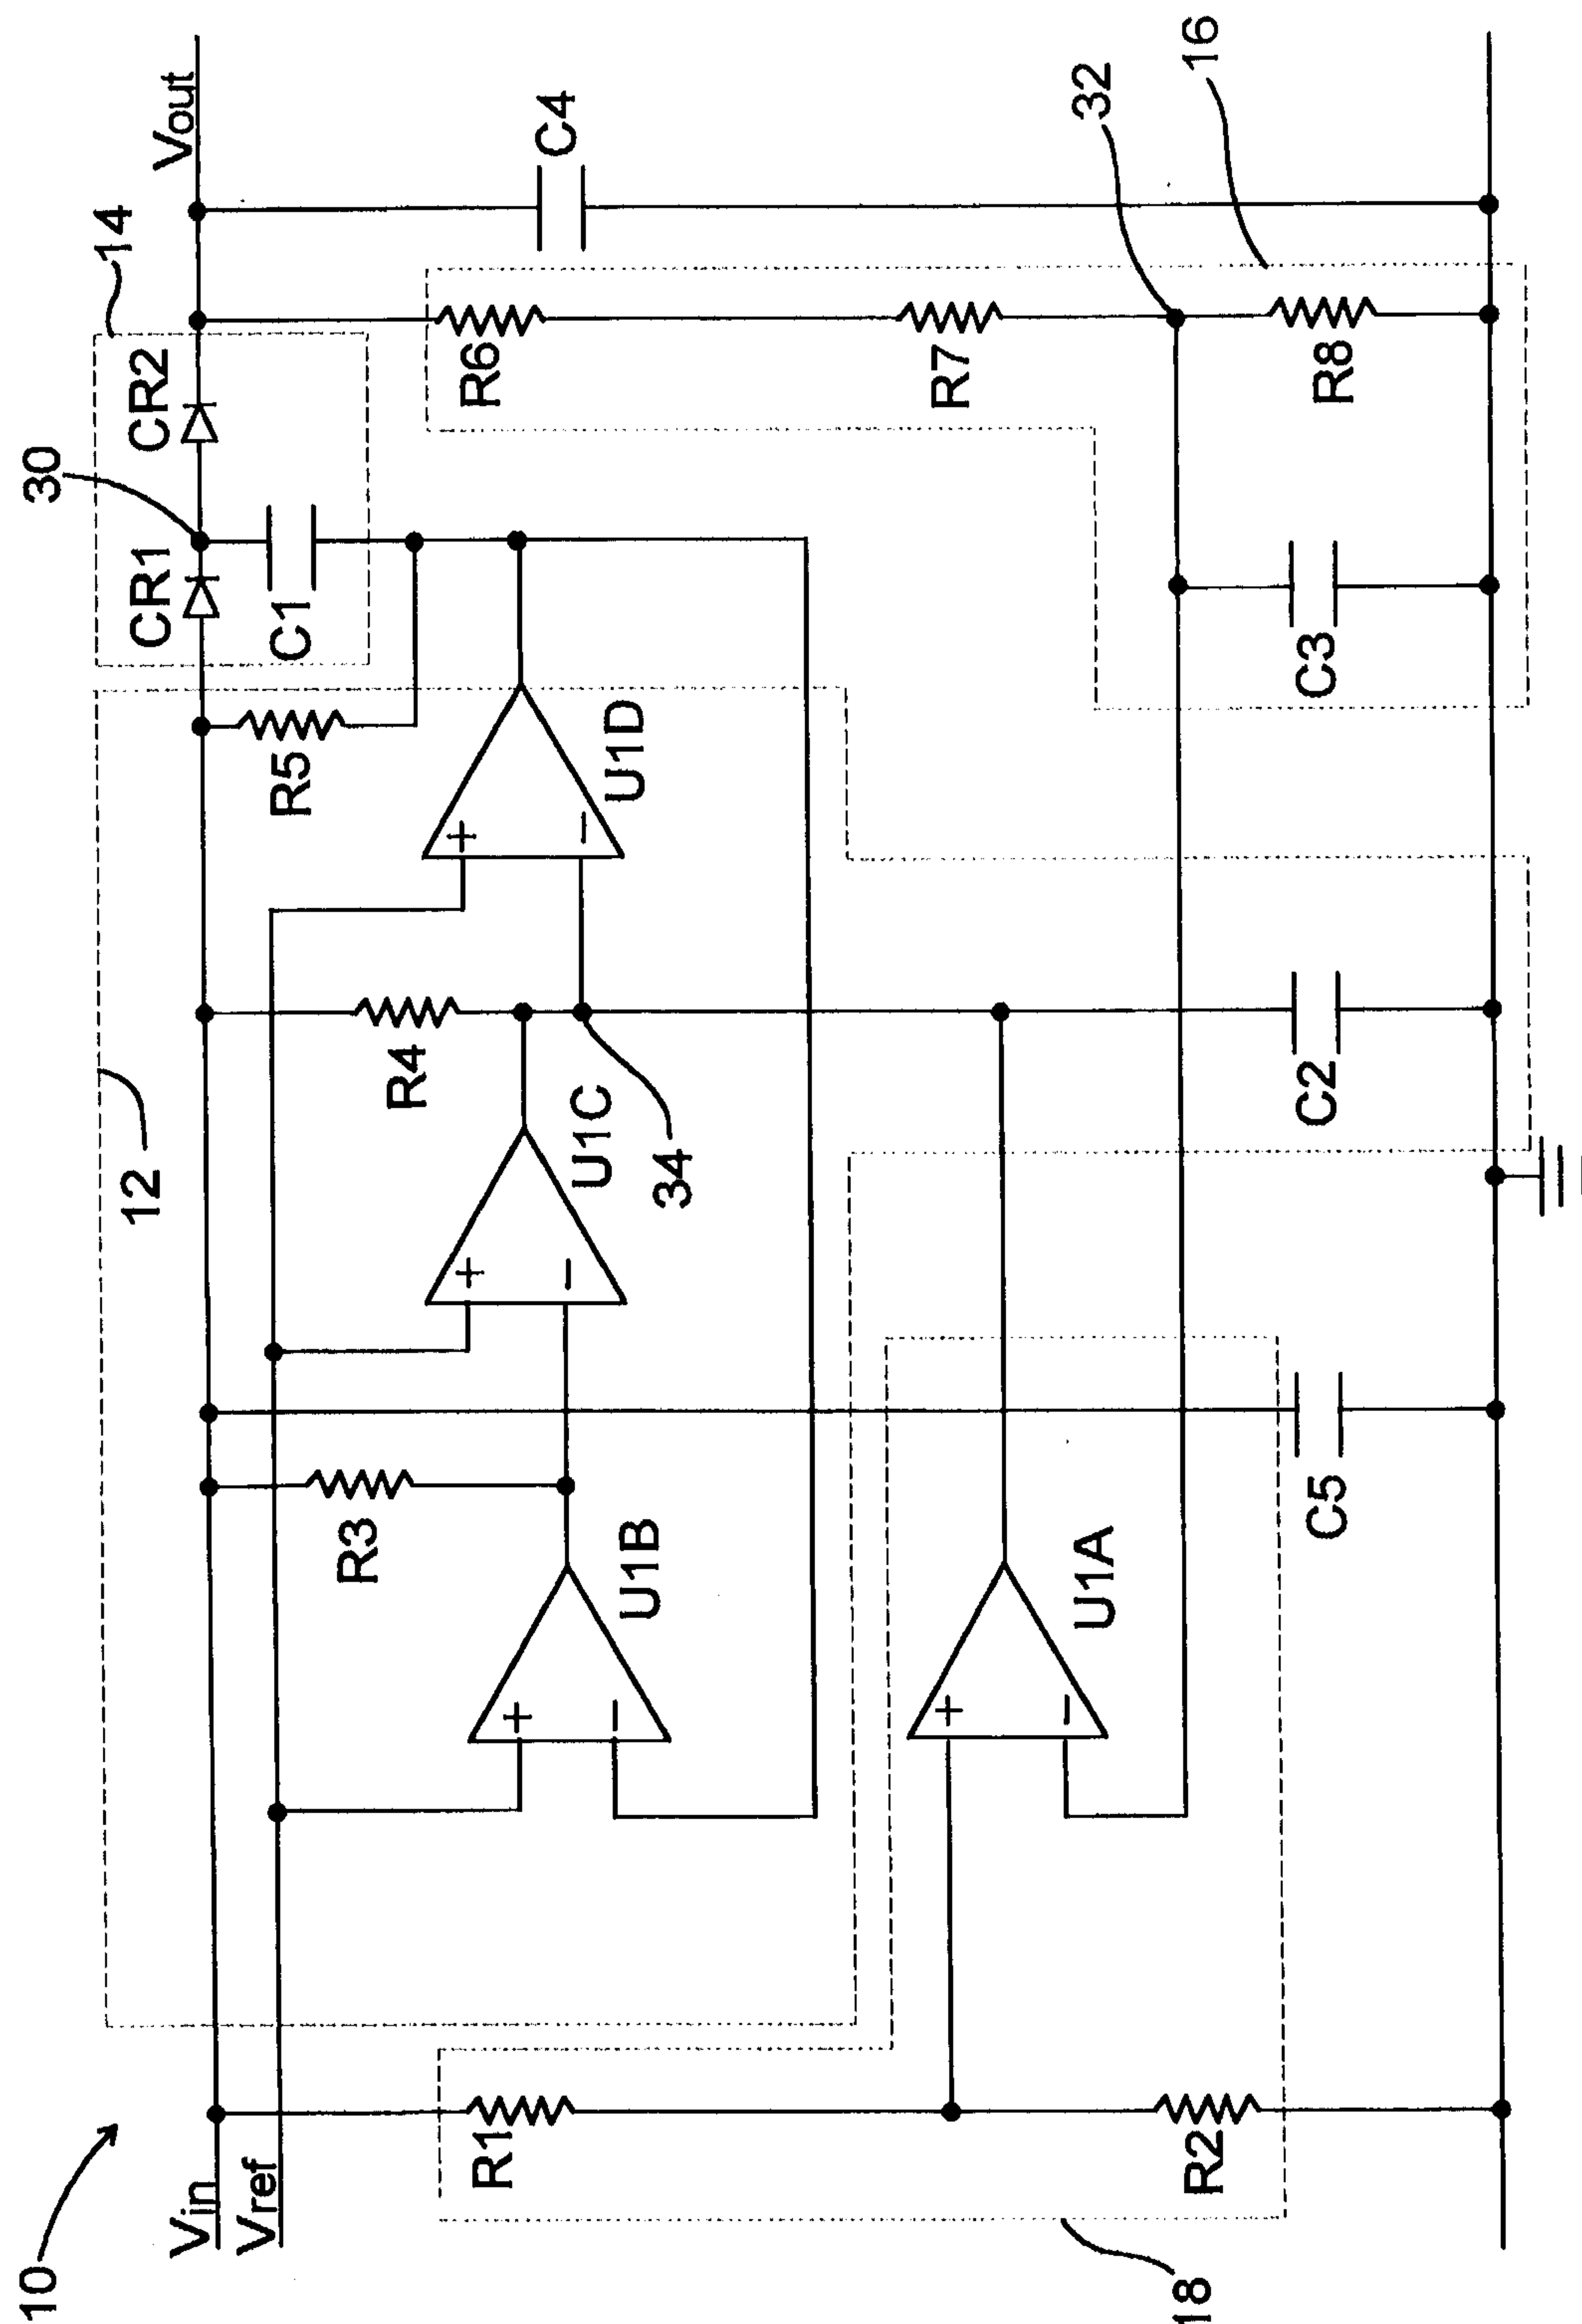 10
Vin
Vref
12
14
Vout
30
CR1
CR2
C1
C4
R5
R4
R3
+
−
U1B
+
−
U1C
34
+
−
U1D
R6
R7
32
16
R8
R1
R2
+
−
U1A
C5
C2
C3
18